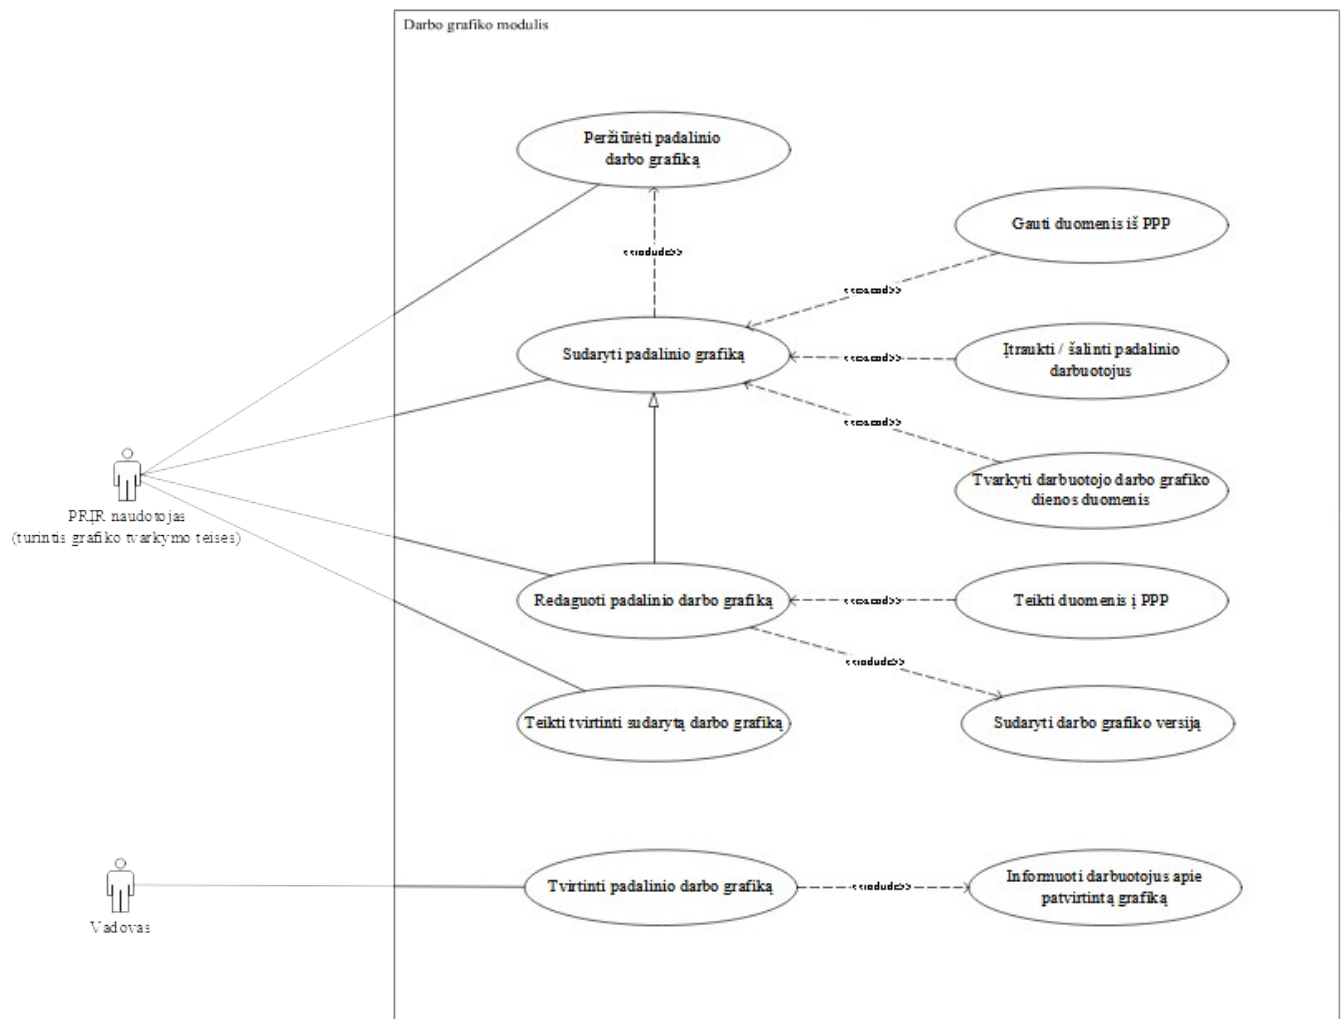 Darbo grafiko modulis
Peržiūrėti padalinio
darbo grafiką
Gauti duomenis iš PPP
<<include>>
<<extend>>
Sudaryti padalinio grafiką
<<extend>>
Įtraukti / šalinti padalinio
darbuotojus
<<extend>>
Tvarkyti darbuotojo darbo grafiko
dienos duomenis
PRĮR naudotojas
(turintis grafiko tvarkymo teises)
Redaguoti padalinio darbo grafiką
<<extend>>
Teikti duomenis į PPP
<<include>>
Teikti tvirtinti sudarytą darbo grafiką
Sudaryti darbo grafiko versiją
Tvirtinti padalinio darbo grafiką
<<include>>
Informuoti darbuotojus apie
patvirtintą grafiką
Vadovas